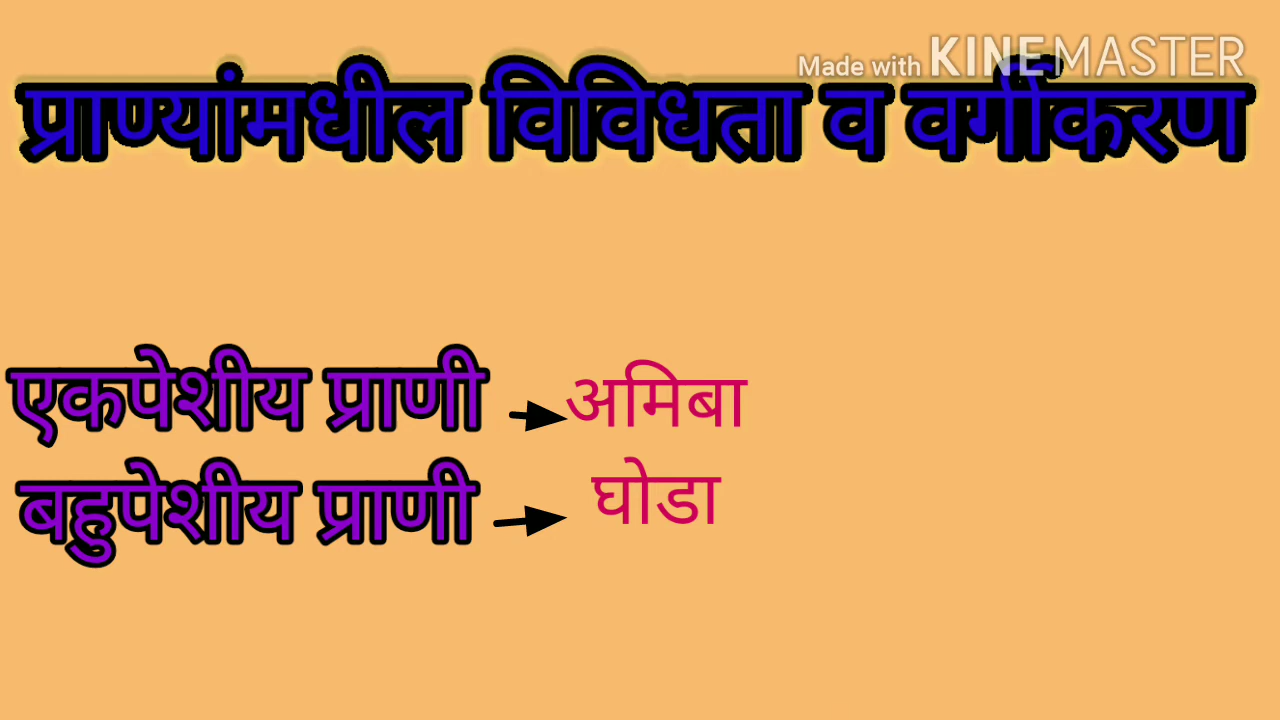 Made with KINEMASTER
प्राण्यांमधील विविधता व वर्गीकरण
एकपेशीय प्राणी → अमिबा
बहुपेशीय प्राणी → घोडा